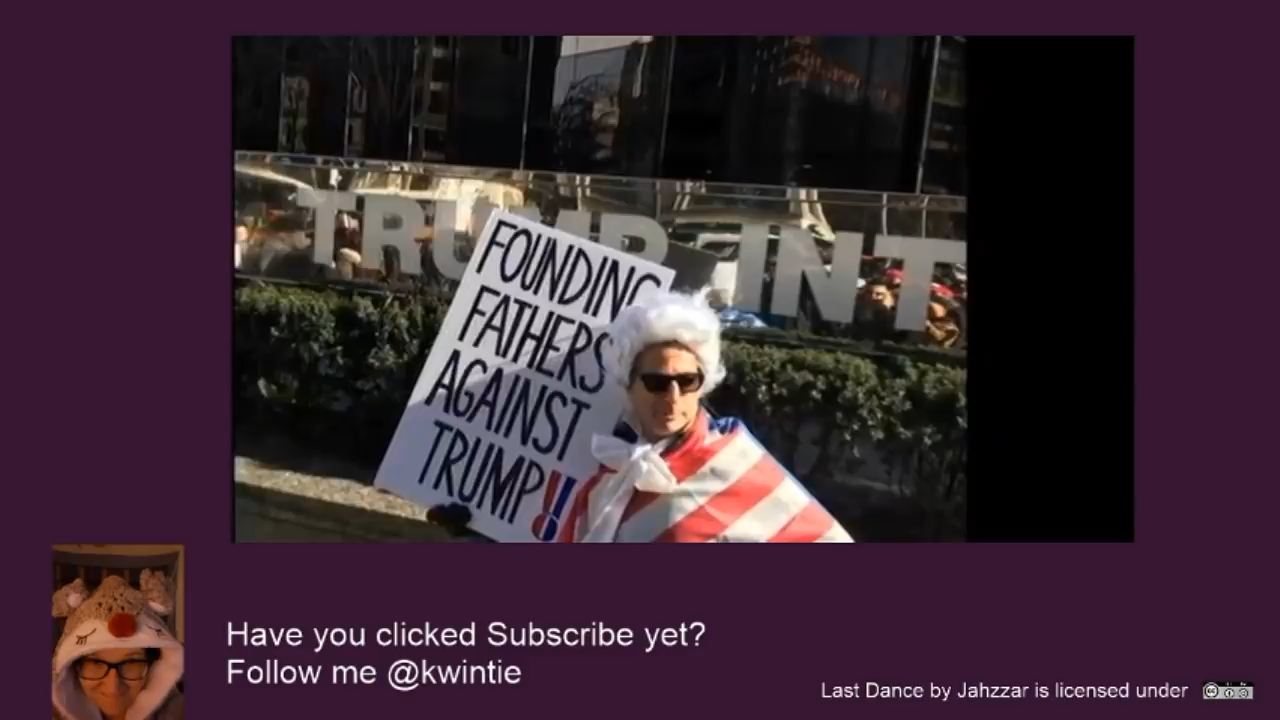 TRUMP INT
FOUNDING
FATHERS
AGAINST
TRUMP!!
Have you clicked Subscribe yet?
Follow me @kwintie
Last Dance by Jahzzar is licensed under